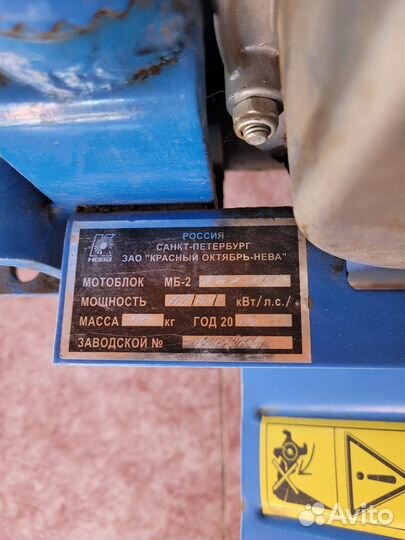 РОССИЯ
САНКТ-ПЕТЕРБУРГ
ЗАО "КРАСНЫЙ ОКТЯБРЬ-НЕВА"
НЕВА
МОТОБЛОК МБ-2
МОЩНОСТЬ кВт/л.с./
МАССА кг ГОД 20
ЗАВОДСКОЙ №
Avito